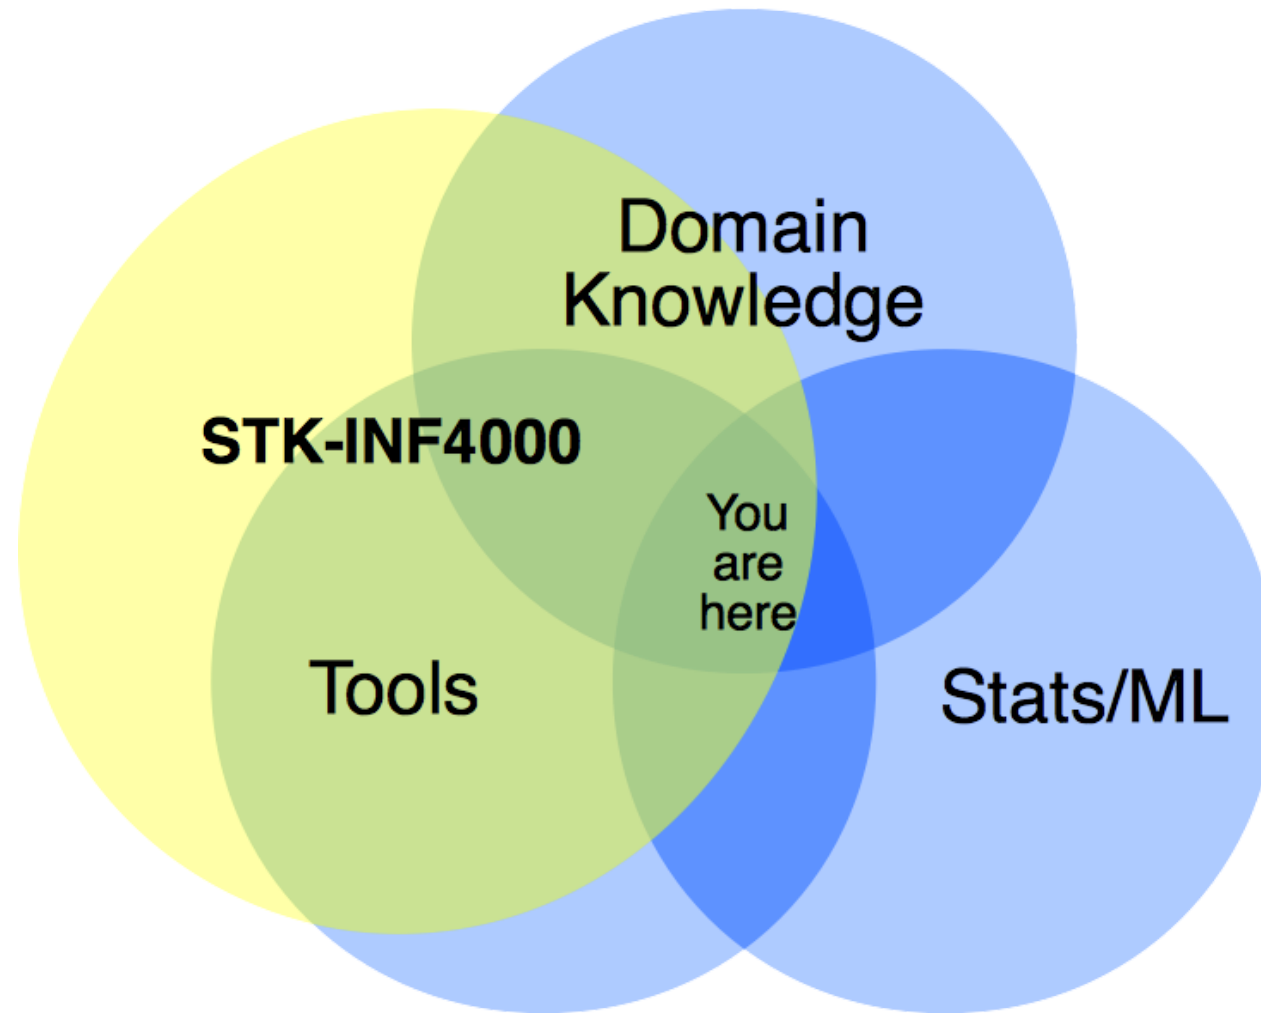 Domain
Knowledge
STK-INF4000
You
are
here
Tools
Stats/ML